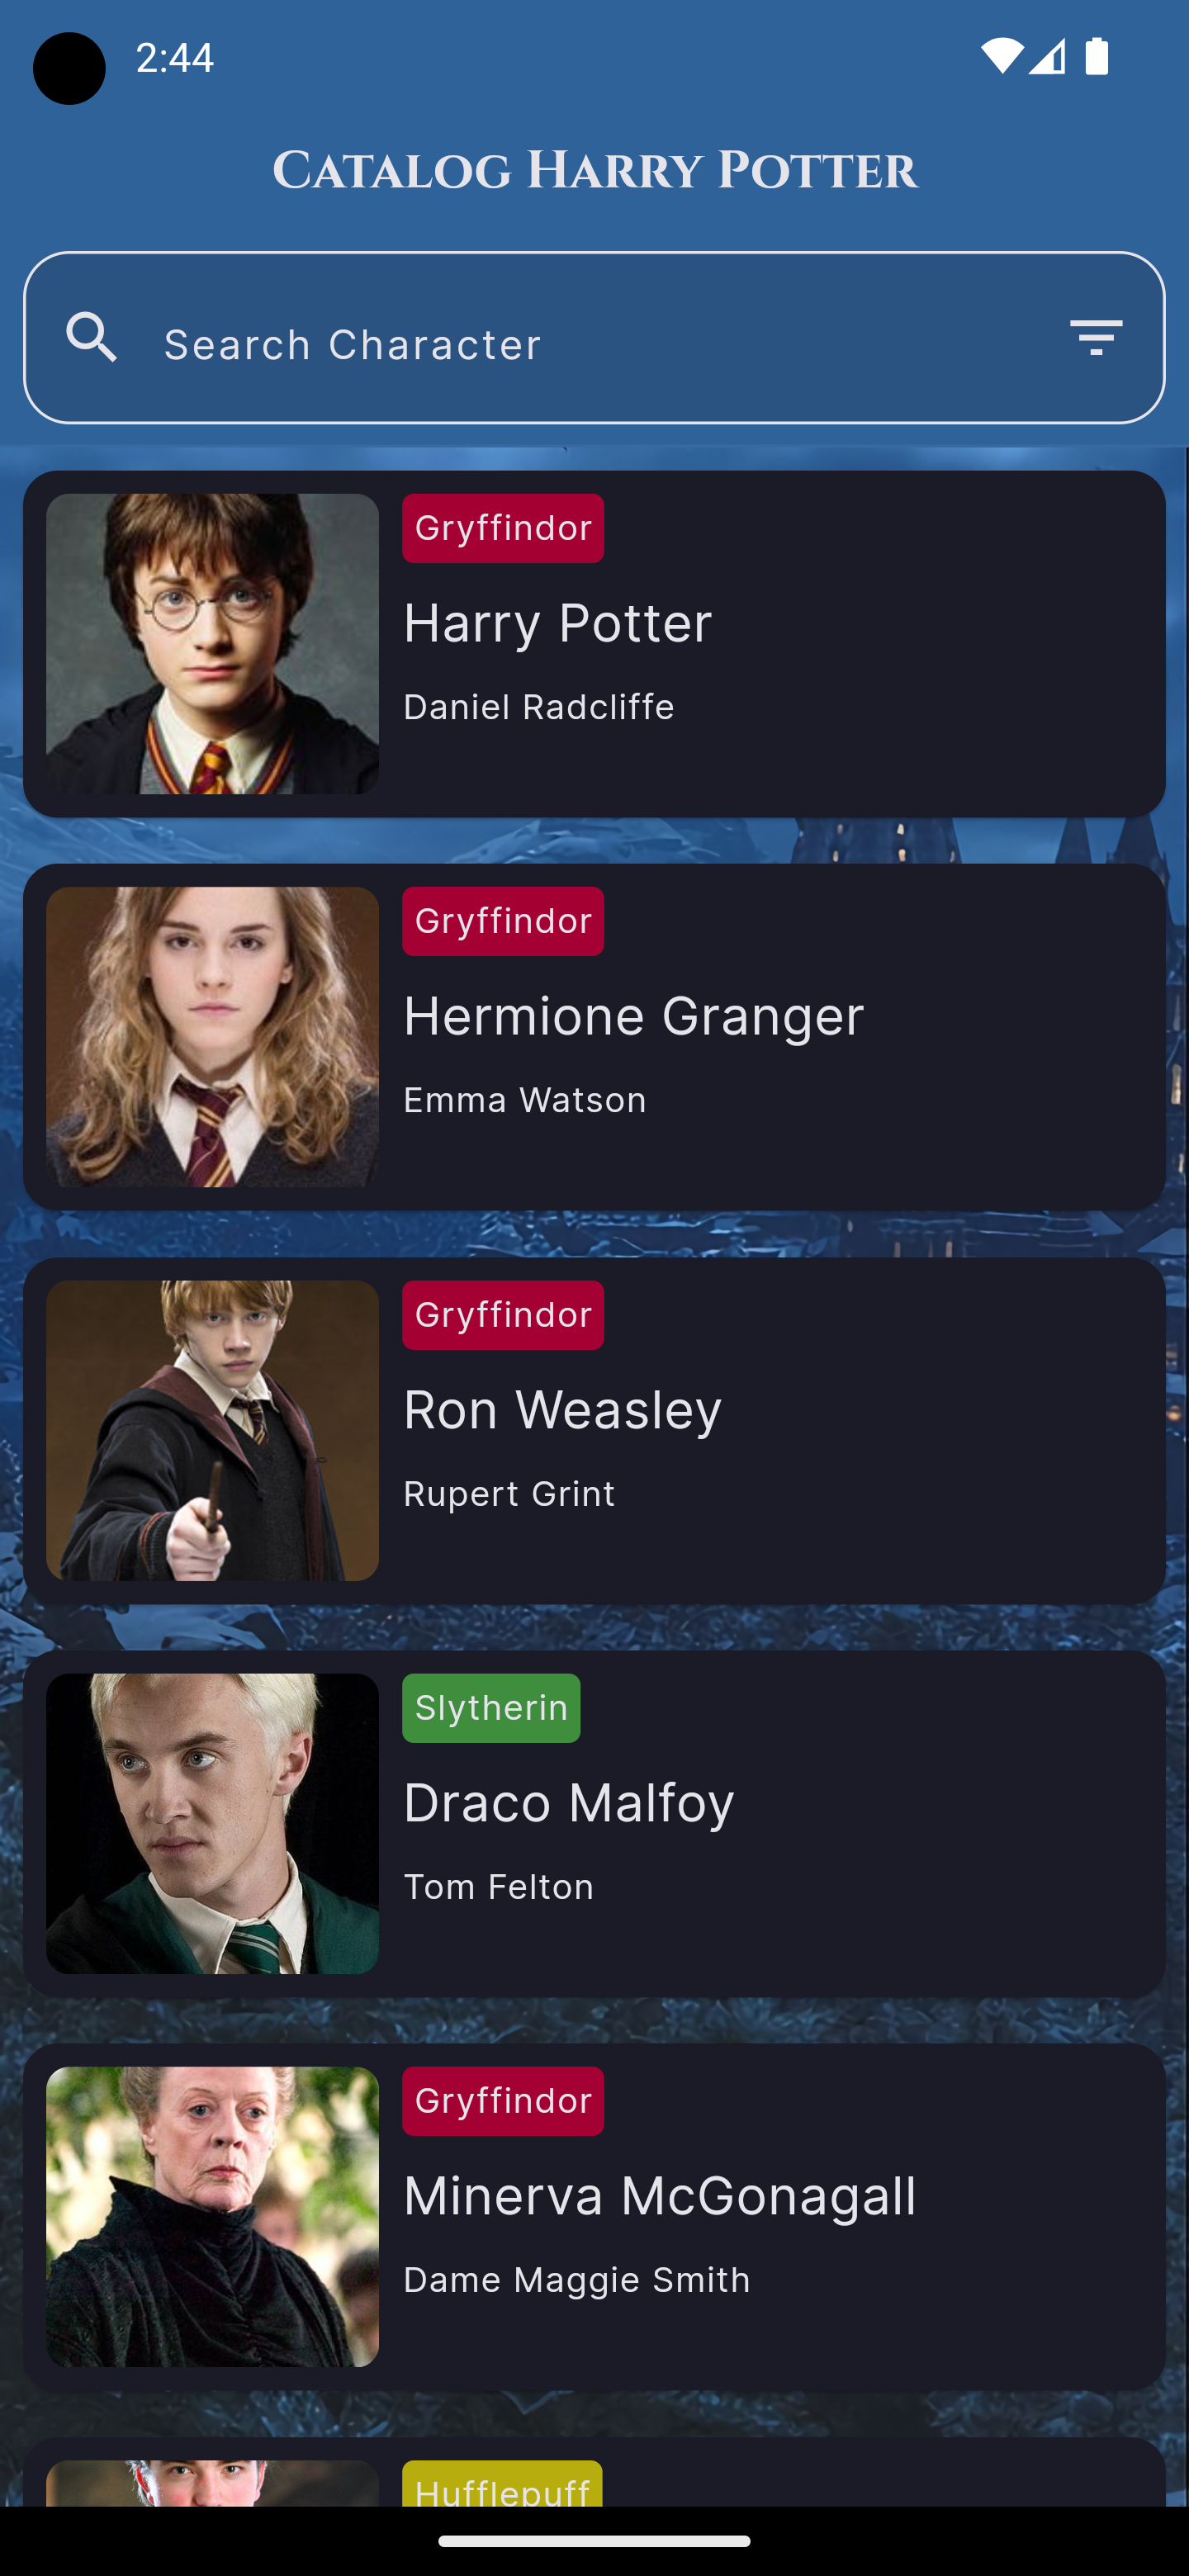 2:44
Catalog Harry Potter
Search Character
Gryffindor
Harry Potter
Daniel Radcliffe
Gryffindor
Hermione Granger
Emma Watson
Gryffindor
Ron Weasley
Rupert Grint
Slytherin
Draco Malfoy
Tom Felton
Gryffindor
Minerva McGonagall
Dame Maggie Smith
Hufflepuff